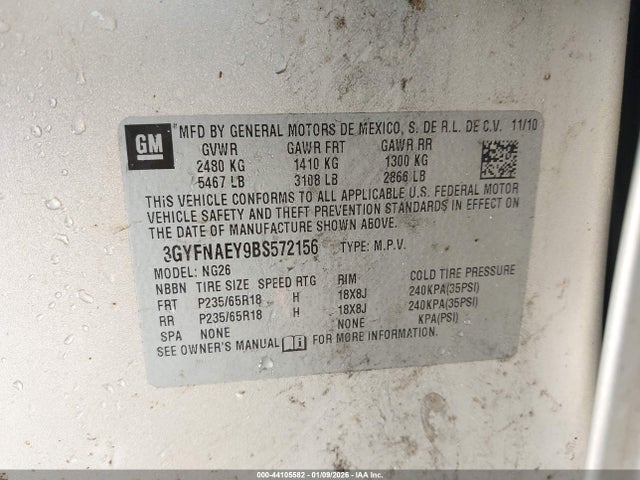 GM
MFD BY GENERAL MOTORS DE MEXICO, S. DE R.L. DE C.V. 11/10
GVWR GAWR FRT GAWR RR
2480 KG 1410 KG 1300 KG
5467 LB 3108 LB 2866 LB
THIS VEHICLE CONFORMS TO ALL APPLICABLE U.S. FEDERAL MOTOR
VEHICLE SAFETY AND THEFT PREVENTION STANDARDS IN EFFECT ON
THE DATE OF MANUFACTURE SHOWN ABOVE.
3GYFNAEY9BS572156 TYPE: M.P.V.
MODEL: NG26
NBBN TIRE SIZE SPEED RTG RIM COLD TIRE PRESSURE
FRT P235/65R18 H 18X8J 240KPA(35PSI)
RR P235/65R18 H 18X8J 240KPA(35PSI)
SPA NONE NONE KPA(PSI)
SEE OWNER'S MANUAL FOR MORE INFORMATION.
000-44105582 - 01/09/2026 - IAA Inc.